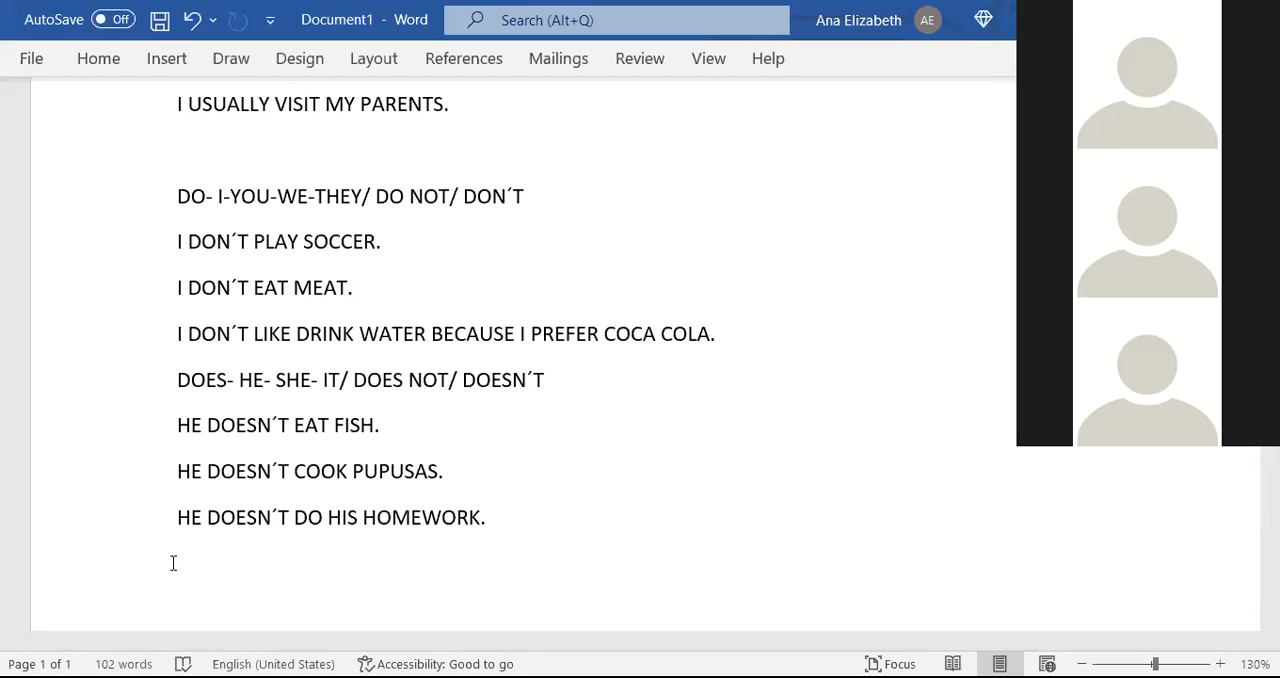 AutoSave Off Document1 - Word Search (Alt+Q) Ana Elizabeth AE
File Home Insert Draw Design Layout References Mailings Review View Help
I USUALLY VISIT MY PARENTS.
DO- I-YOU-WE-THEY/ DO NOT/ DON´T
I DON´T PLAY SOCCER.
I DON´T EAT MEAT.
I DON´T LIKE DRINK WATER BECAUSE I PREFER COCA COLA.
DOES- HE- SHE- IT/ DOES NOT/ DOESN´T
HE DOESN´T EAT FISH.
HE DOESN´T COOK PUPUSAS.
HE DOESN´T DO HIS HOMEWORK.
Page 1 of 1 102 words English (United States) Accessibility: Good to go Focus 130%